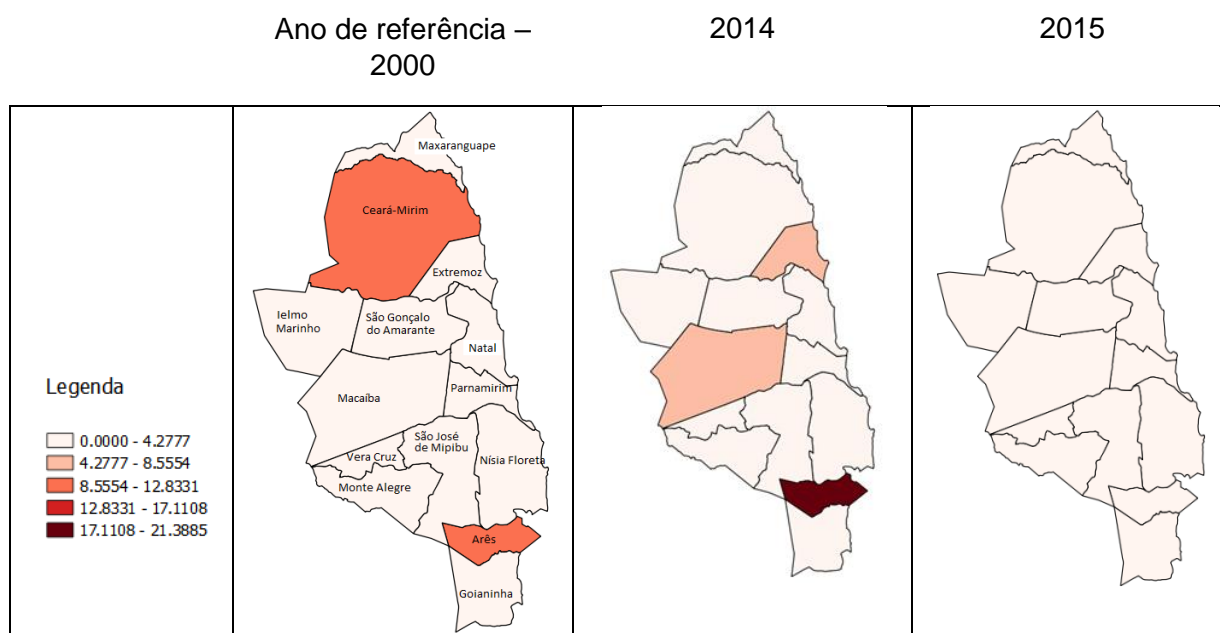 Ano de referência –
2000
2014
2015
Legenda
0.0000 - 4.2777
4.2777 - 8.5554
8.5554 - 12.8331
12.8331 - 17.1108
17.1108 - 21.3885
Maxaranguape
Ceará-Mirim
Extremoz
Ielmo
Marinho
São Gonçalo
do Amarante
Natal
Macaíba
Parnamirim
São José
de Mipibu
Vera Cruz
Nísia Floreta
Monte Alegre
Arês
Goianinha